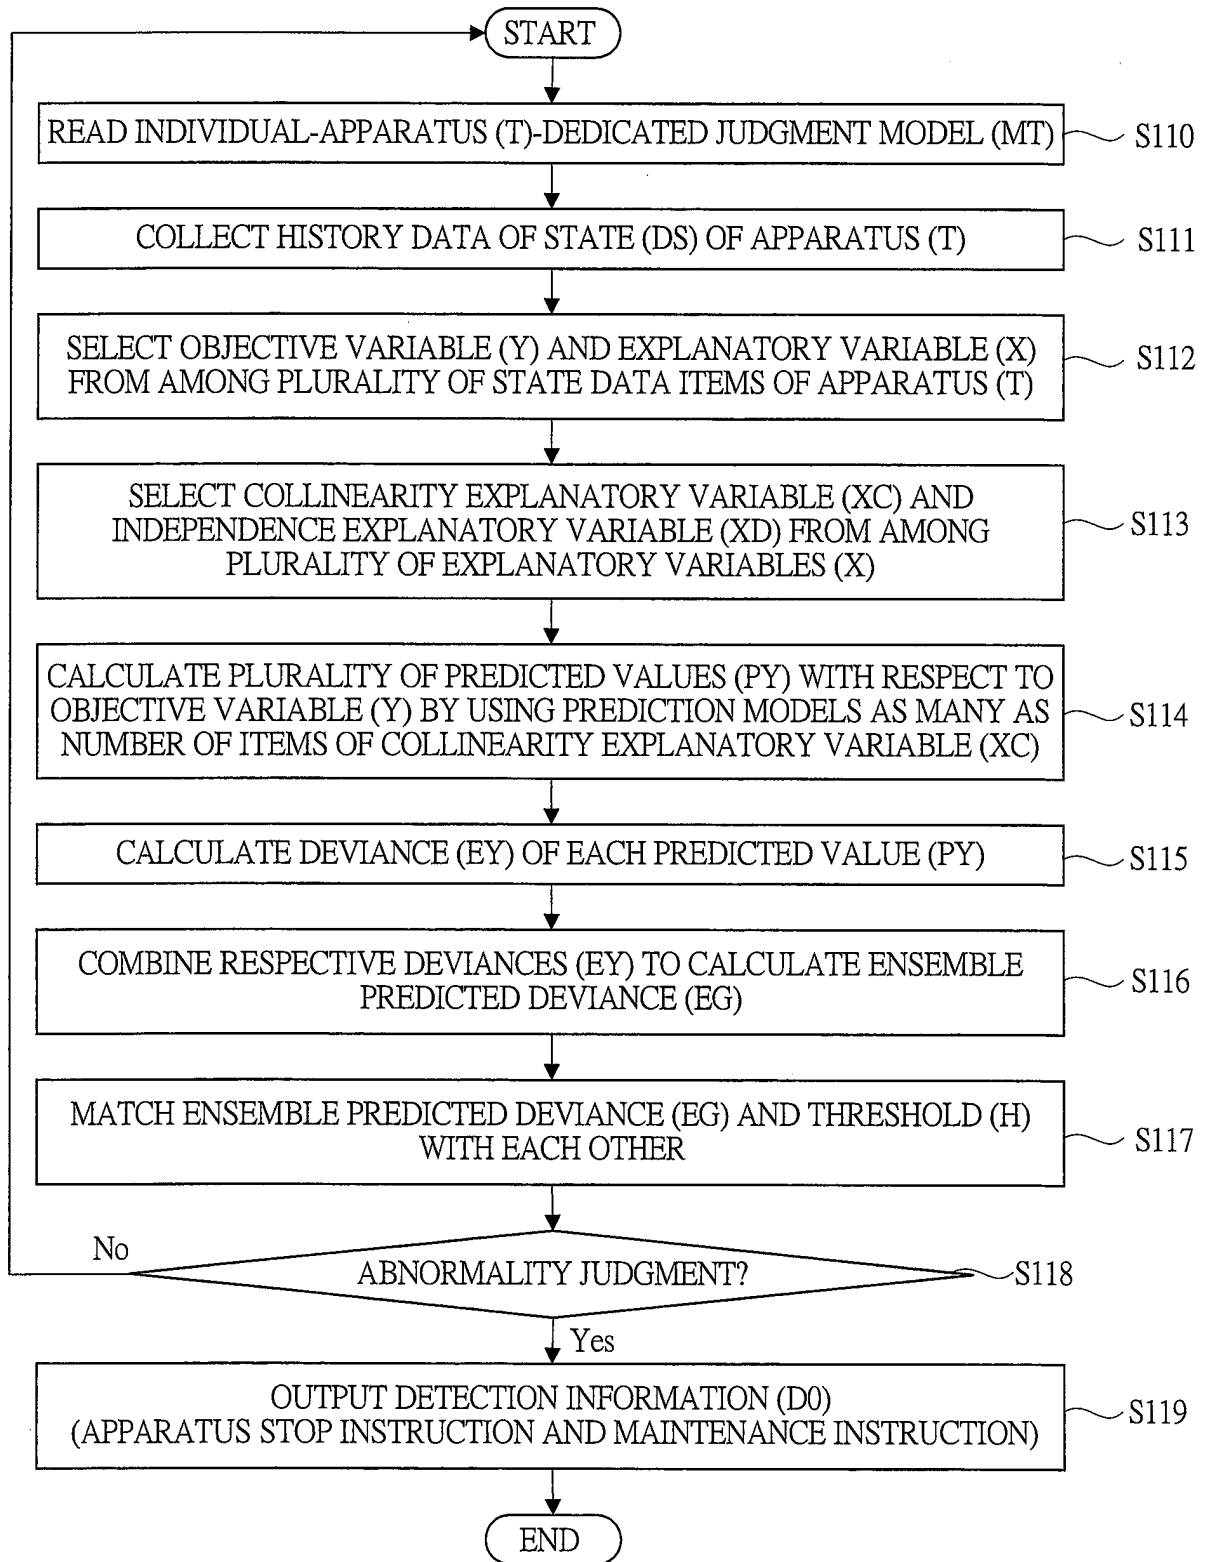 START
READ INDIVIDUAL-APPARATUS (T)-DEDICATED JUDGMENT MODEL (MT)
S110
COLLECT HISTORY DATA OF STATE (DS) OF APPARATUS (T)
S111
SELECT OBJECTIVE VARIABLE (Y) AND EXPLANATORY VARIABLE (X)
FROM AMONG PLURALITY OF STATE DATA ITEMS OF APPARATUS (T)
S112
SELECT COLLINEARITY EXPLANATORY VARIABLE (XC) AND
INDEPENDENCE EXPLANATORY VARIABLE (XD) FROM AMONG
PLURALITY OF EXPLANATORY VARIABLES (X)
S113
CALCULATE PLURALITY OF PREDICTED VALUES (PY) WITH RESPECT TO
OBJECTIVE VARIABLE (Y) BY USING PREDICTION MODELS AS MANY AS
NUMBER OF ITEMS OF COLLINEARITY EXPLANATORY VARIABLE (XC)
S114
CALCULATE DEVIANCE (EY) OF EACH PREDICTED VALUE (PY)
S115
COMBINE RESPECTIVE DEVIANCES (EY) TO CALCULATE ENSEMBLE
PREDICTED DEVIANCE (EG)
S116
MATCH ENSEMBLE PREDICTED DEVIANCE (EG) AND THRESHOLD (H)
WITH EACH OTHER
S117
No
ABNORMALITY JUDGMENT?
S118
Yes
OUTPUT DETECTION INFORMATION (D0)
(APPARATUS STOP INSTRUCTION AND MAINTENANCE INSTRUCTION)
S119
END